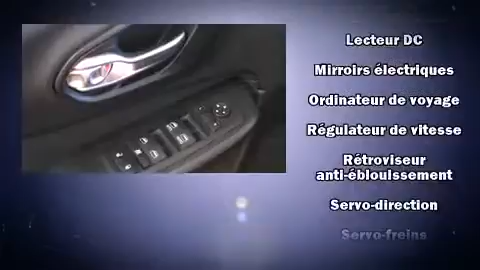 Lecteur DC
Mirroirs électriques
Ordinateur de voyage
Régulateur de vitesse
Rétroviseur
anti-éblouissement
Servo-direction
Servo-freins